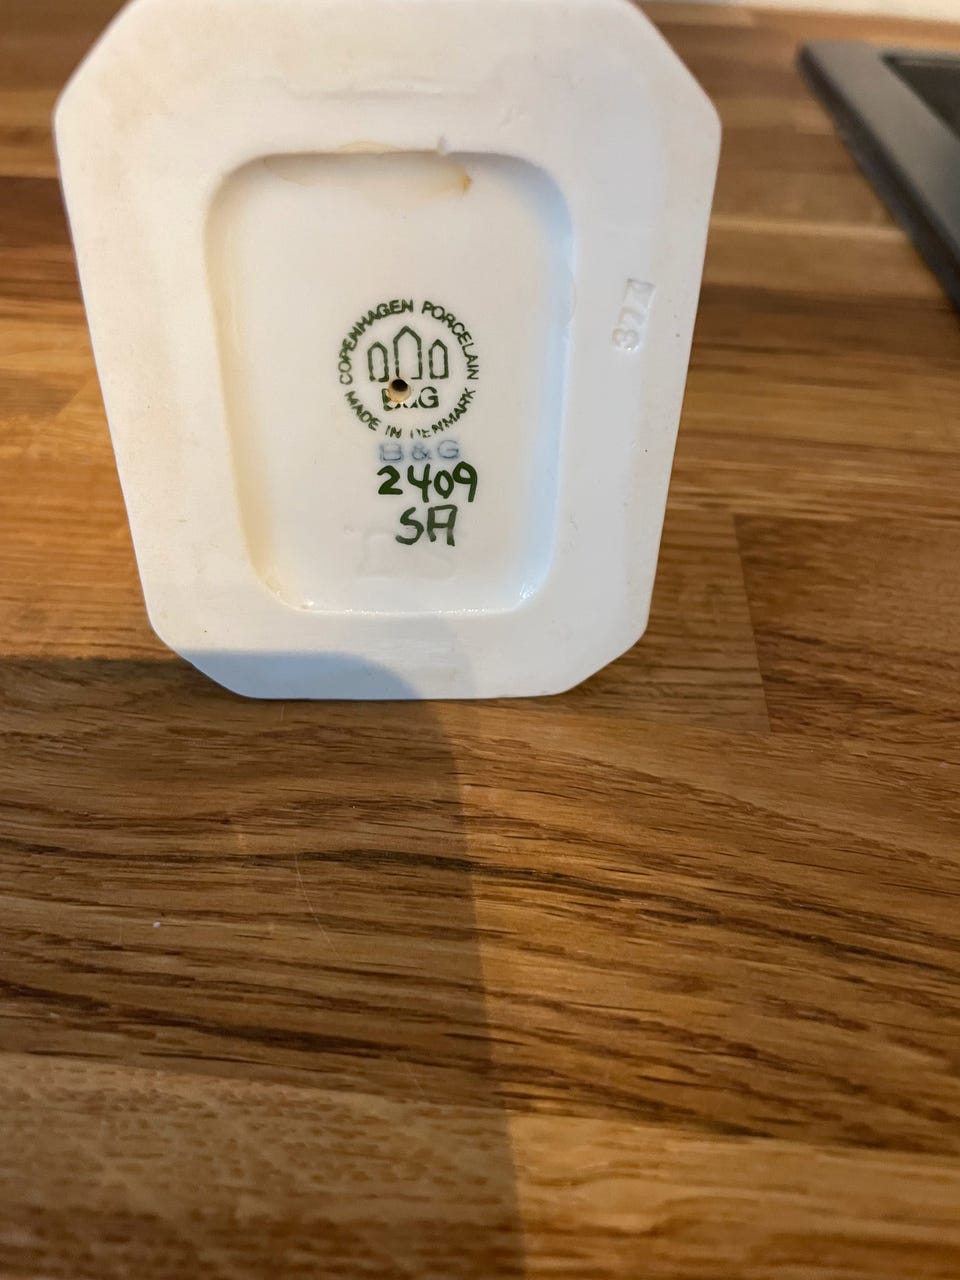 COPENHAGEN PORCELAIN
B&G
MADE IN DENMARK
B & G
2409
SA